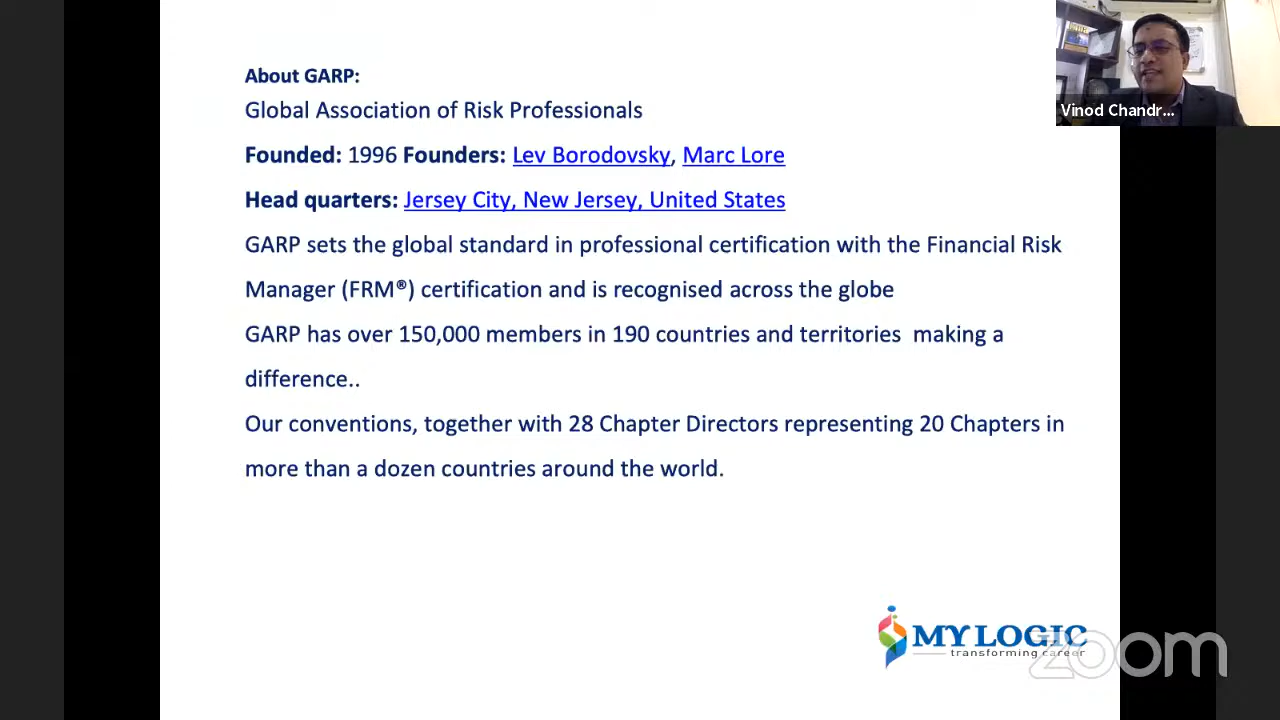 About GARP:
Global Association of Risk Professionals
Founded: 1996 Founders: Lev Borodovsky, Marc Lore
Head quarters: Jersey City, New Jersey, United States
GARP sets the global standard in professional certification with the Financial Risk
Manager (FRM®) certification and is recognised across the globe
GARP has over 150,000 members in 190 countries and territories making a
difference..
Our conventions, together with 28 Chapter Directors representing 20 Chapters in
more than a dozen countries around the world.
Vinod Chandr...
MY LOGIC
transforming career
zoom